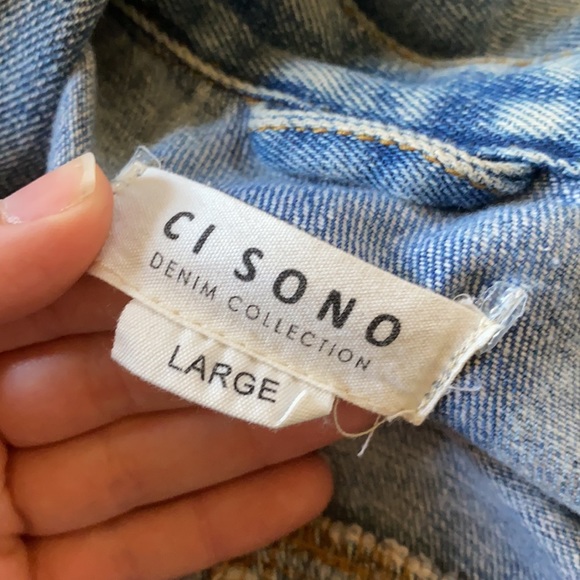 CI SONO
DENIM COLLECTION
LARGE